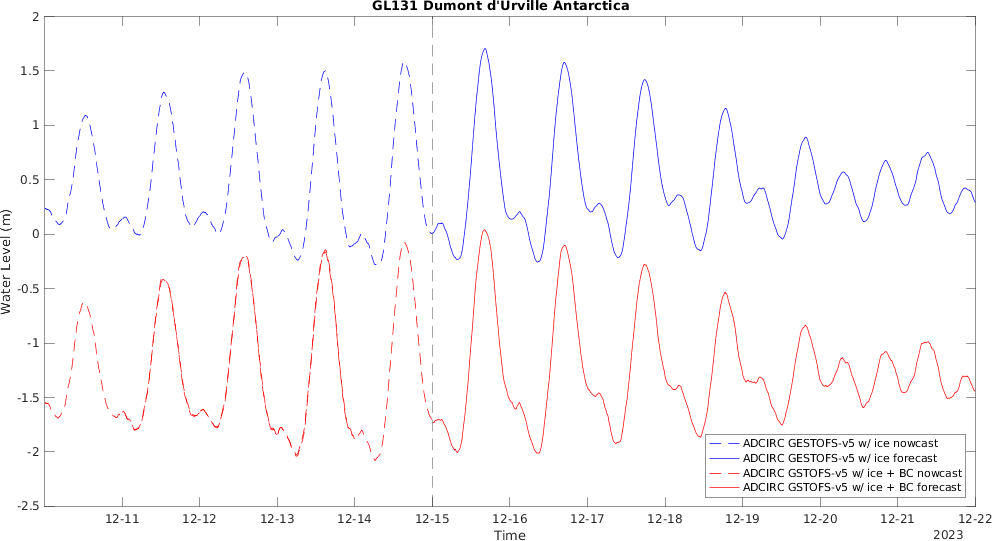 GL131 Dumont d'Urville Antarctica
2
1.5
1
0.5
0
-0.5
-1
-1.5
-2
-2.5
Water Level (m)
ADCIRC GESTOFS-v5 w/ ice nowcast
ADCIRC GESTOFS-v5 w/ ice forecast
ADCIRC GSTOFS-v5 w/ ice + BC nowcast
ADCIRC GSTOFS-v5 w/ ice + BC forecast
12-11 12-12 12-13 12-14 12-15 12-16 12-17 12-18 12-19 12-20 12-21 12-22
Time
2023